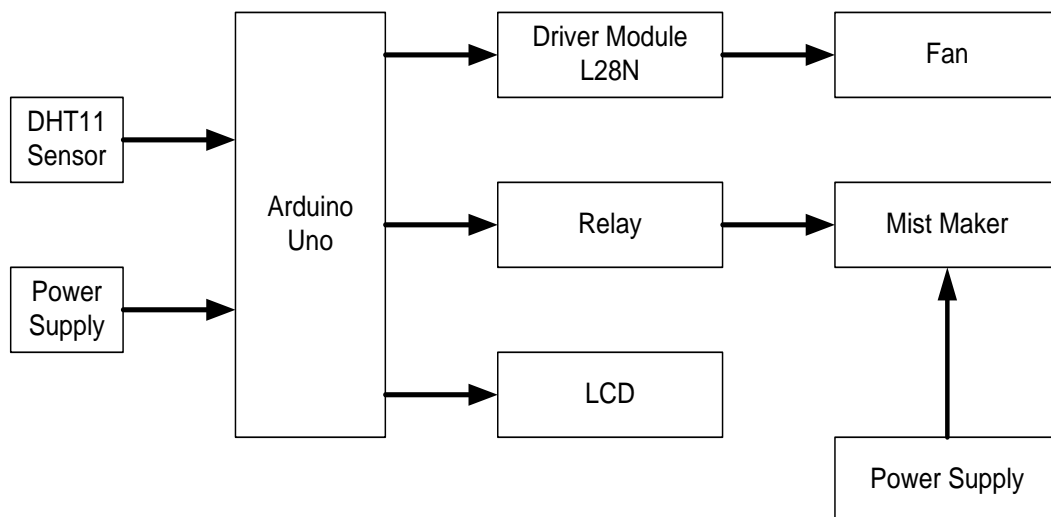 Driver Module
L28N
Fan
DHT11
Sensor
Arduino
Uno
Relay
Mist Maker
Power
Supply
LCD
Power Supply